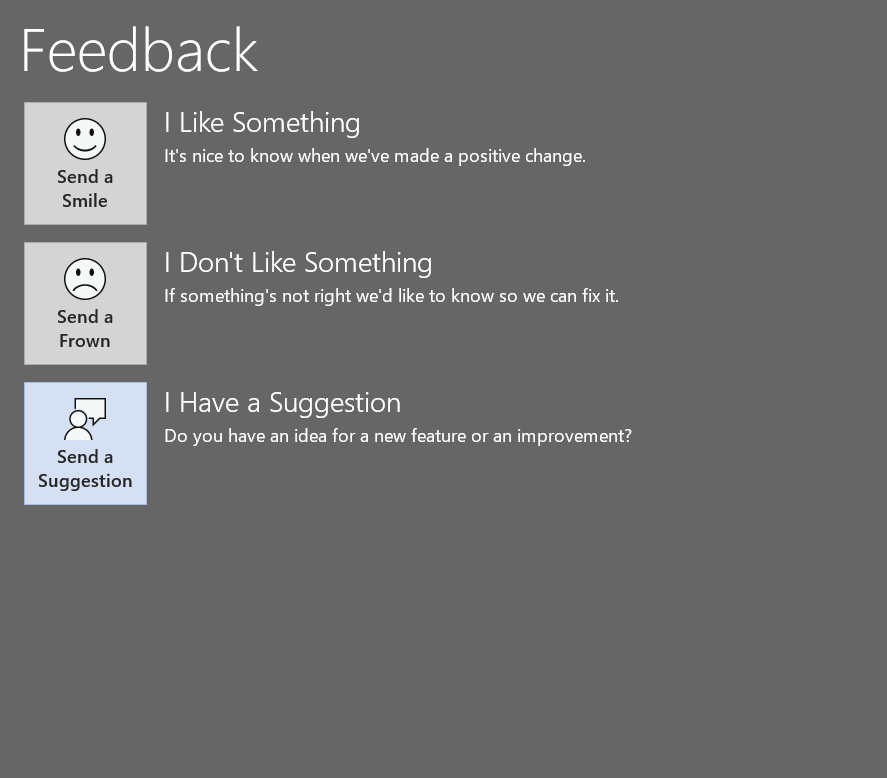 Feedback
Send a
Smile
I Like Something
It's nice to know when we've made a positive change.
Send a
Frown
I Don't Like Something
If something's not right we'd like to know so we can fix it.
Send a
Suggestion
I Have a Suggestion
Do you have an idea for a new feature or an improvement?